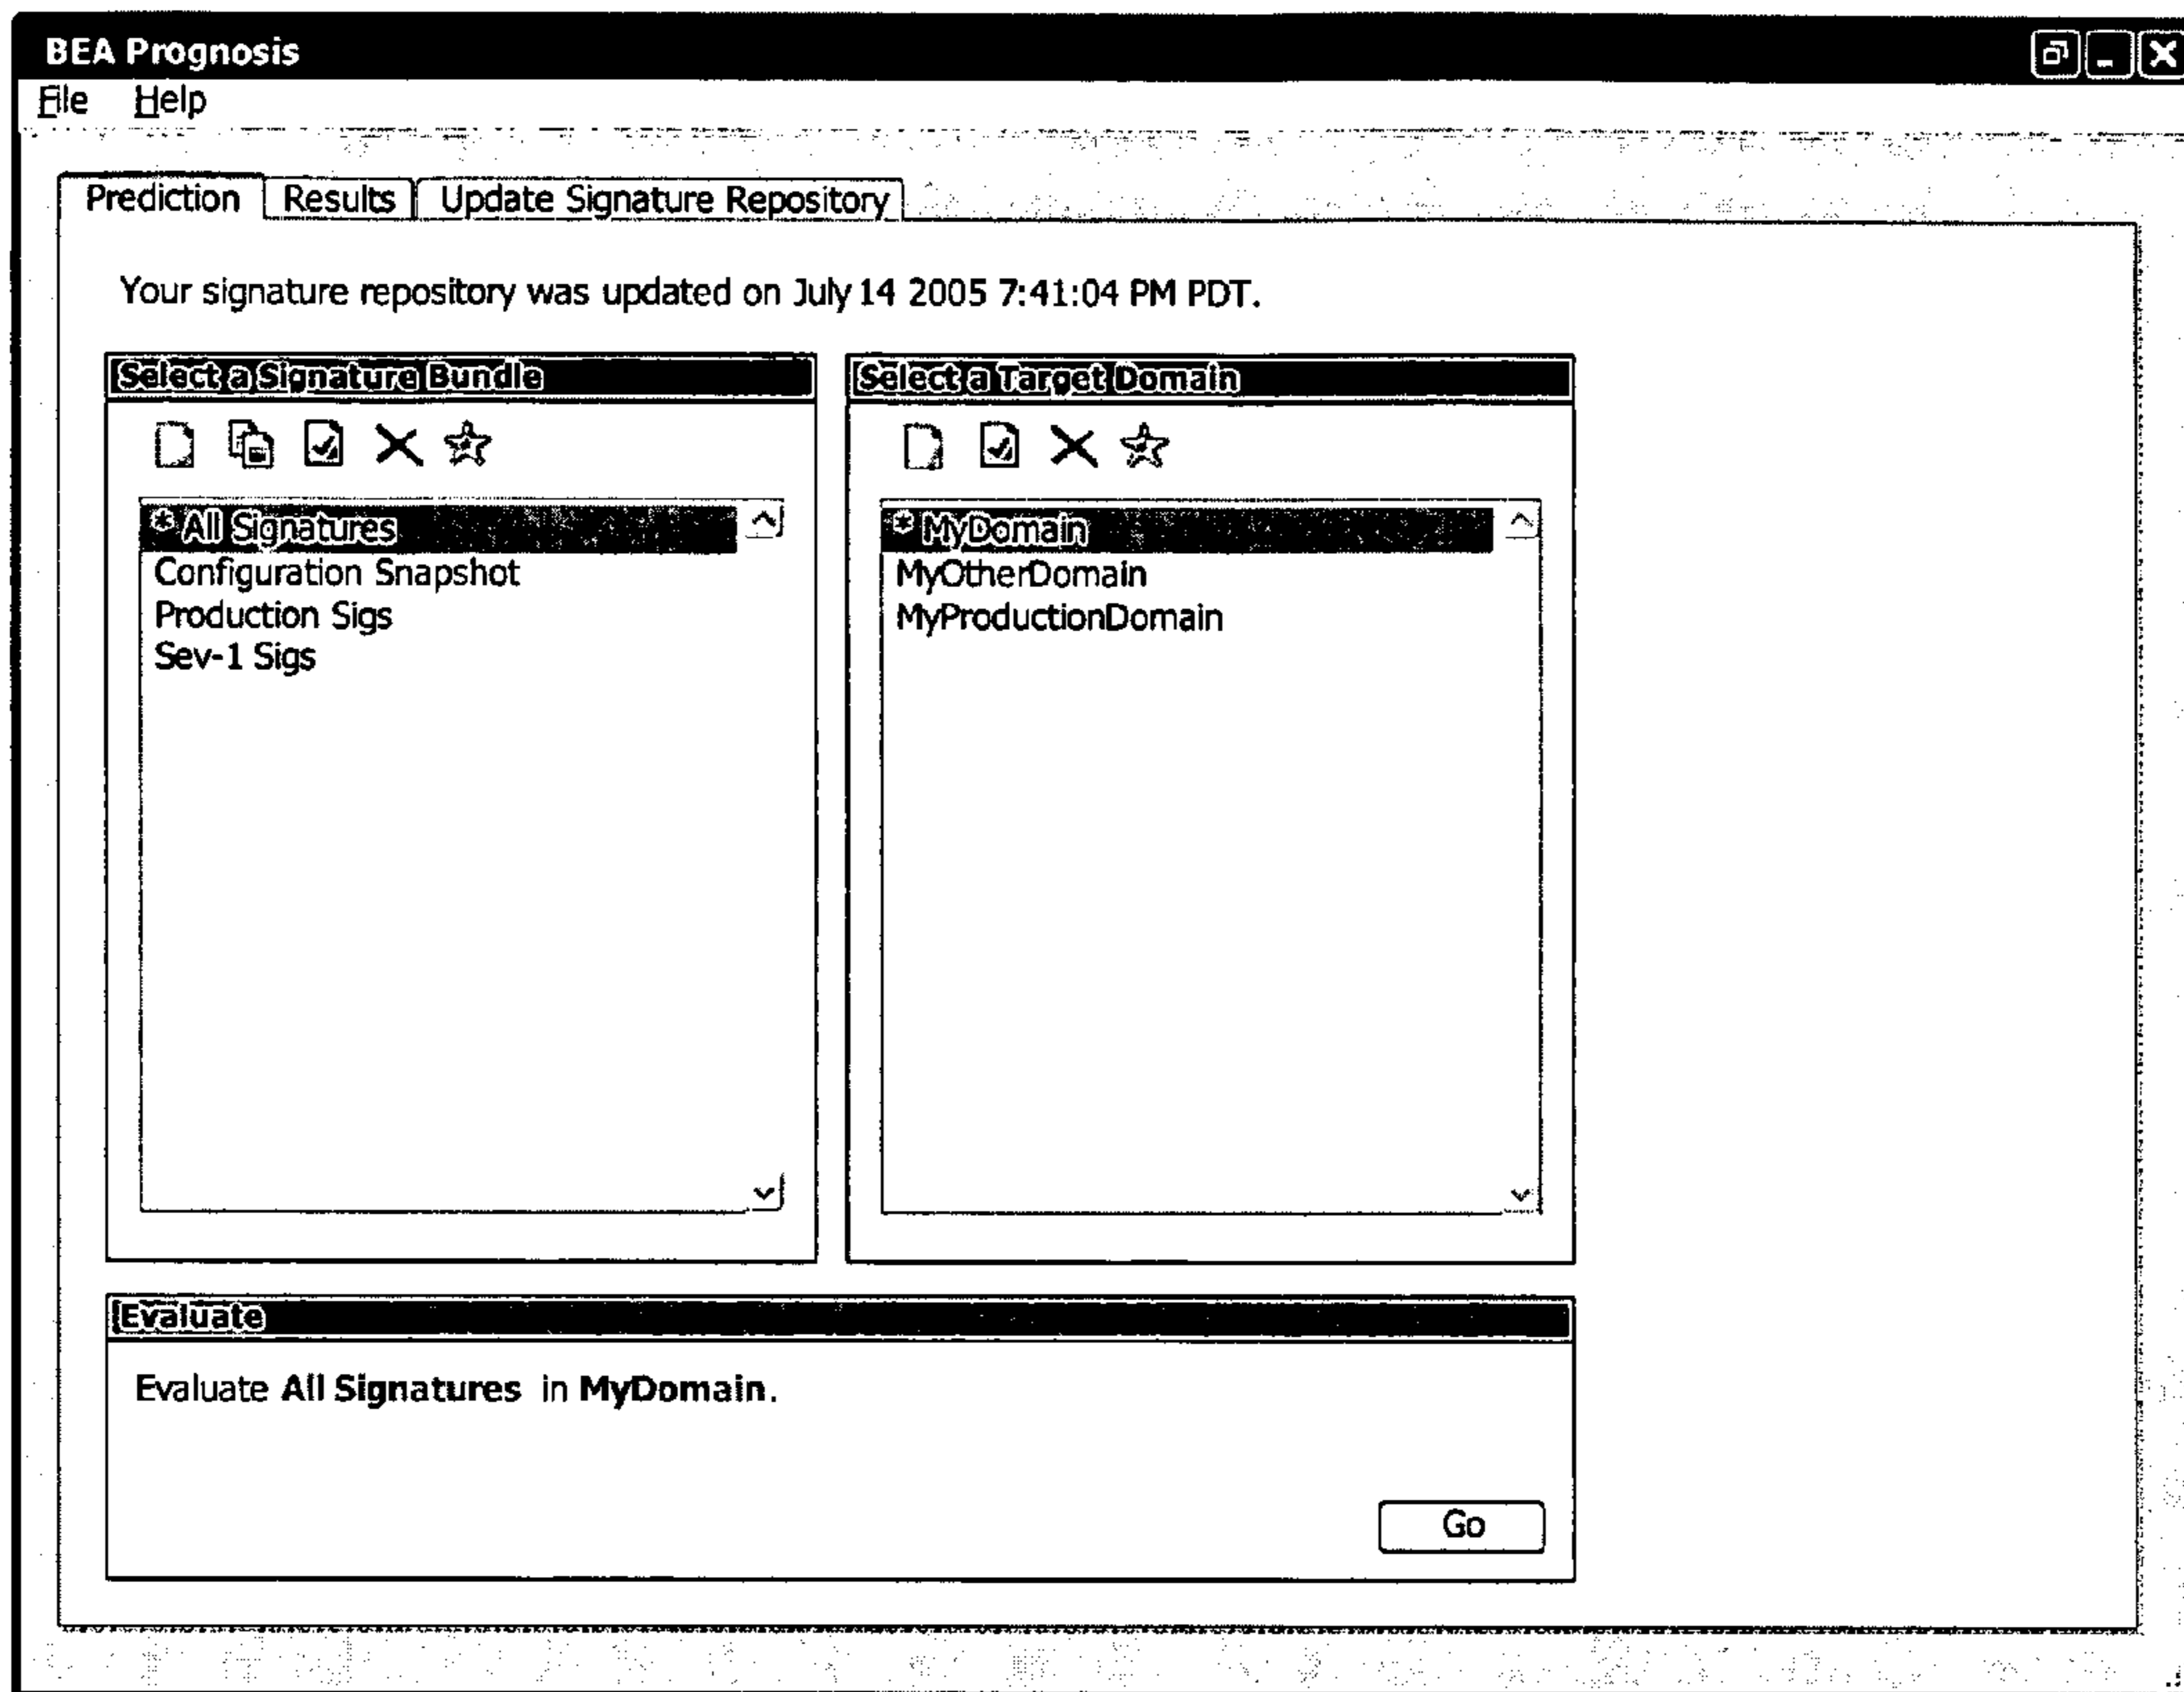 BEA Prognosis
File Help
Prediction Results Update Signature Repository
Your signature repository was updated on July 14 2005 7:41:04 PM PDT.
Select a Signature Bundle
Select a Target Domain
* All Signatures
Configuration Snapshot
Production Sigs
Sev-1 Sigs
* MyDomain
MyOtherDomain
MyProductionDomain
Evaluate
Evaluate All Signatures in MyDomain.
Go